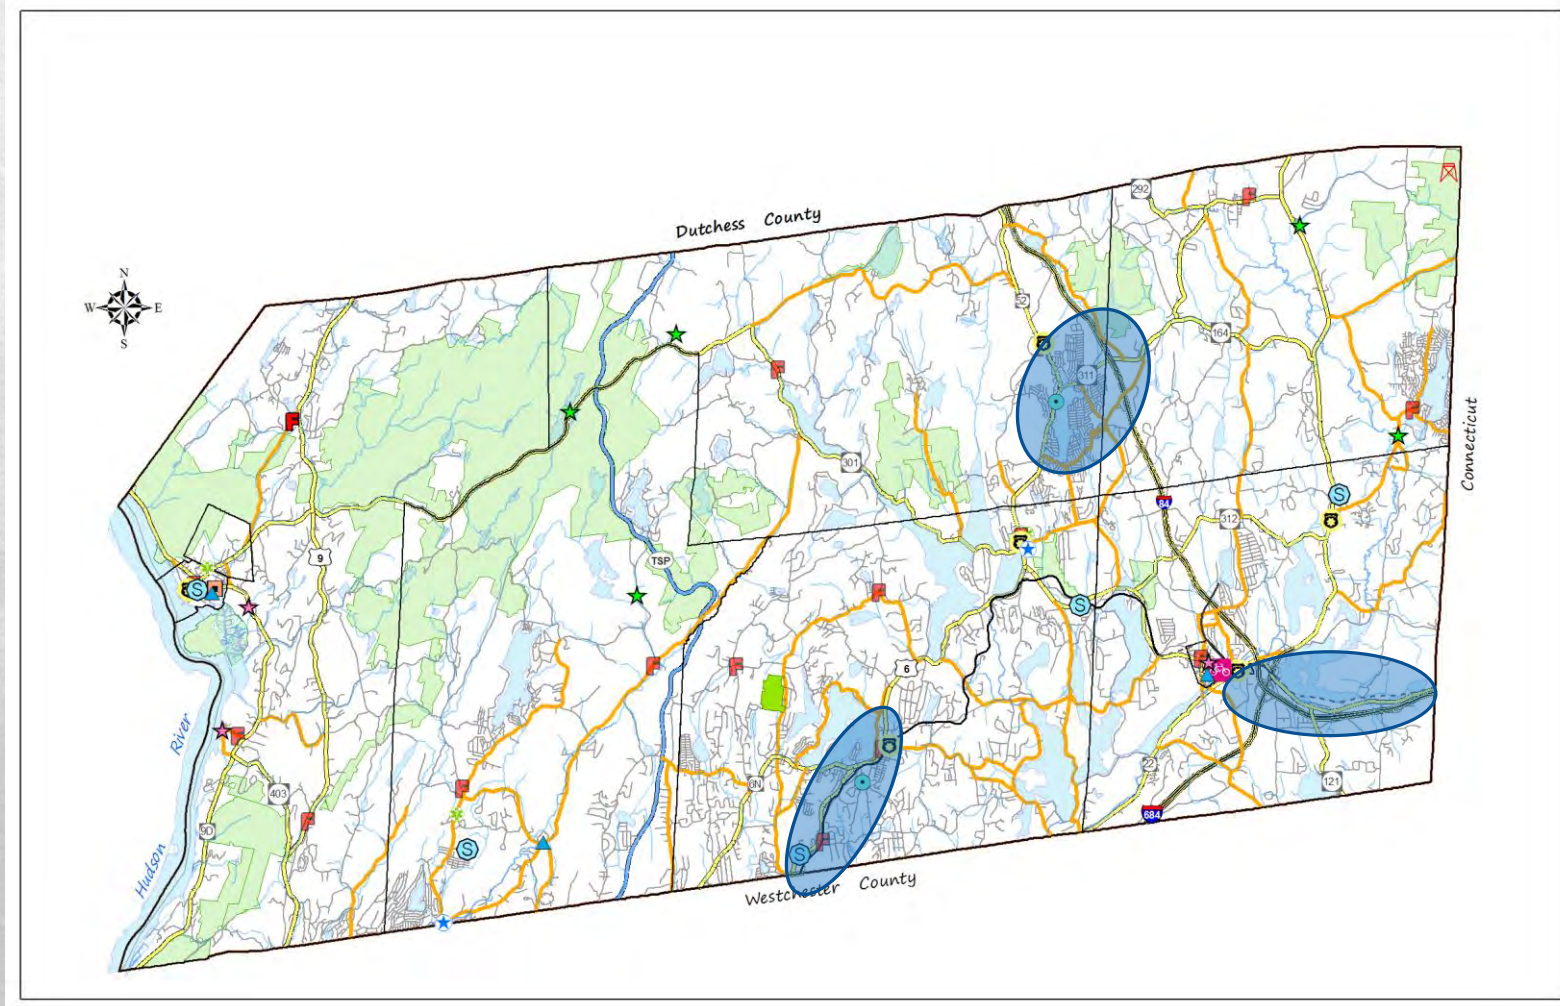 292
Dutchess County
N
W E
S
52
164
311
Connecticut
301
84
312
9
TSP
S
S
S
6
River
6N
22
121
403
684
9D
S
S
Hudson
Westchester County
F
F
F
F
F
F
F
F
F
F
F
F